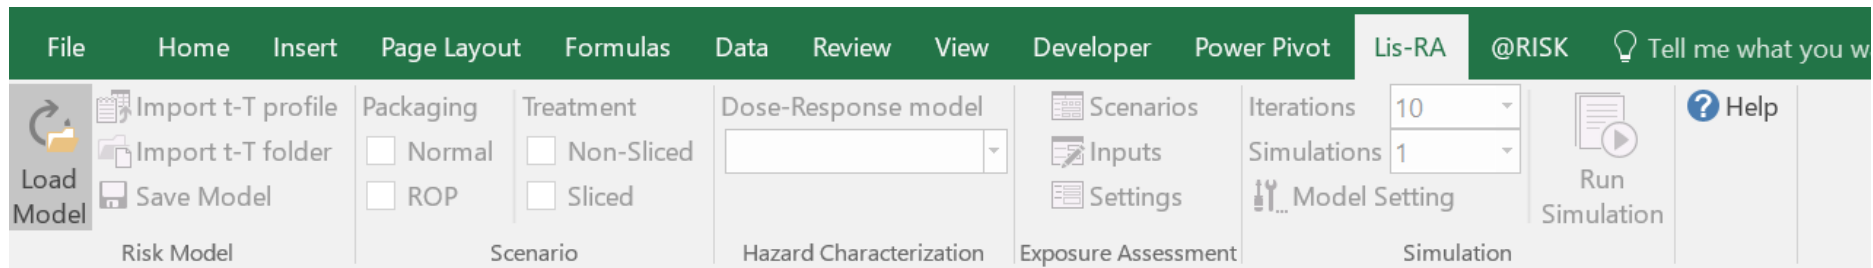 File Home Insert Page Layout Formulas Data Review View Developer Power Pivot Lis-RA @RISK Tell me what you w
Load
Model
Import t-T profile
Import t-T folder
Save Model
Risk Model
Packaging
Normal
ROP
Treatment
Non-Sliced
Sliced
Scenario
Dose-Response model
Hazard Characterization
Scenarios
Inputs
Settings
Exposure Assessment
Iterations 10
Simulations 1
Model Setting
Run
Simulation
Simulation
Help